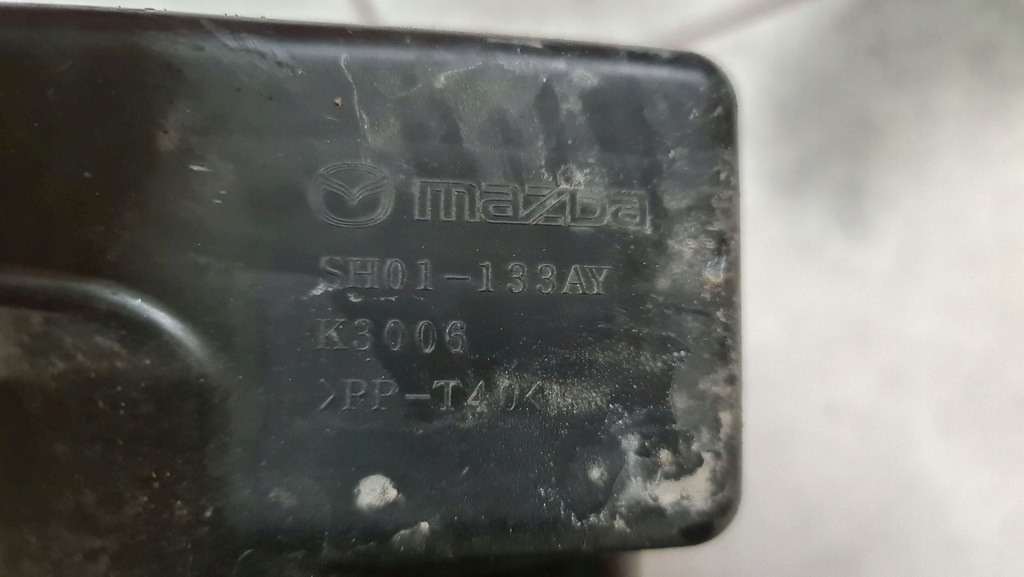 mazda
SH01-133AY
K3006
>PP-T40<